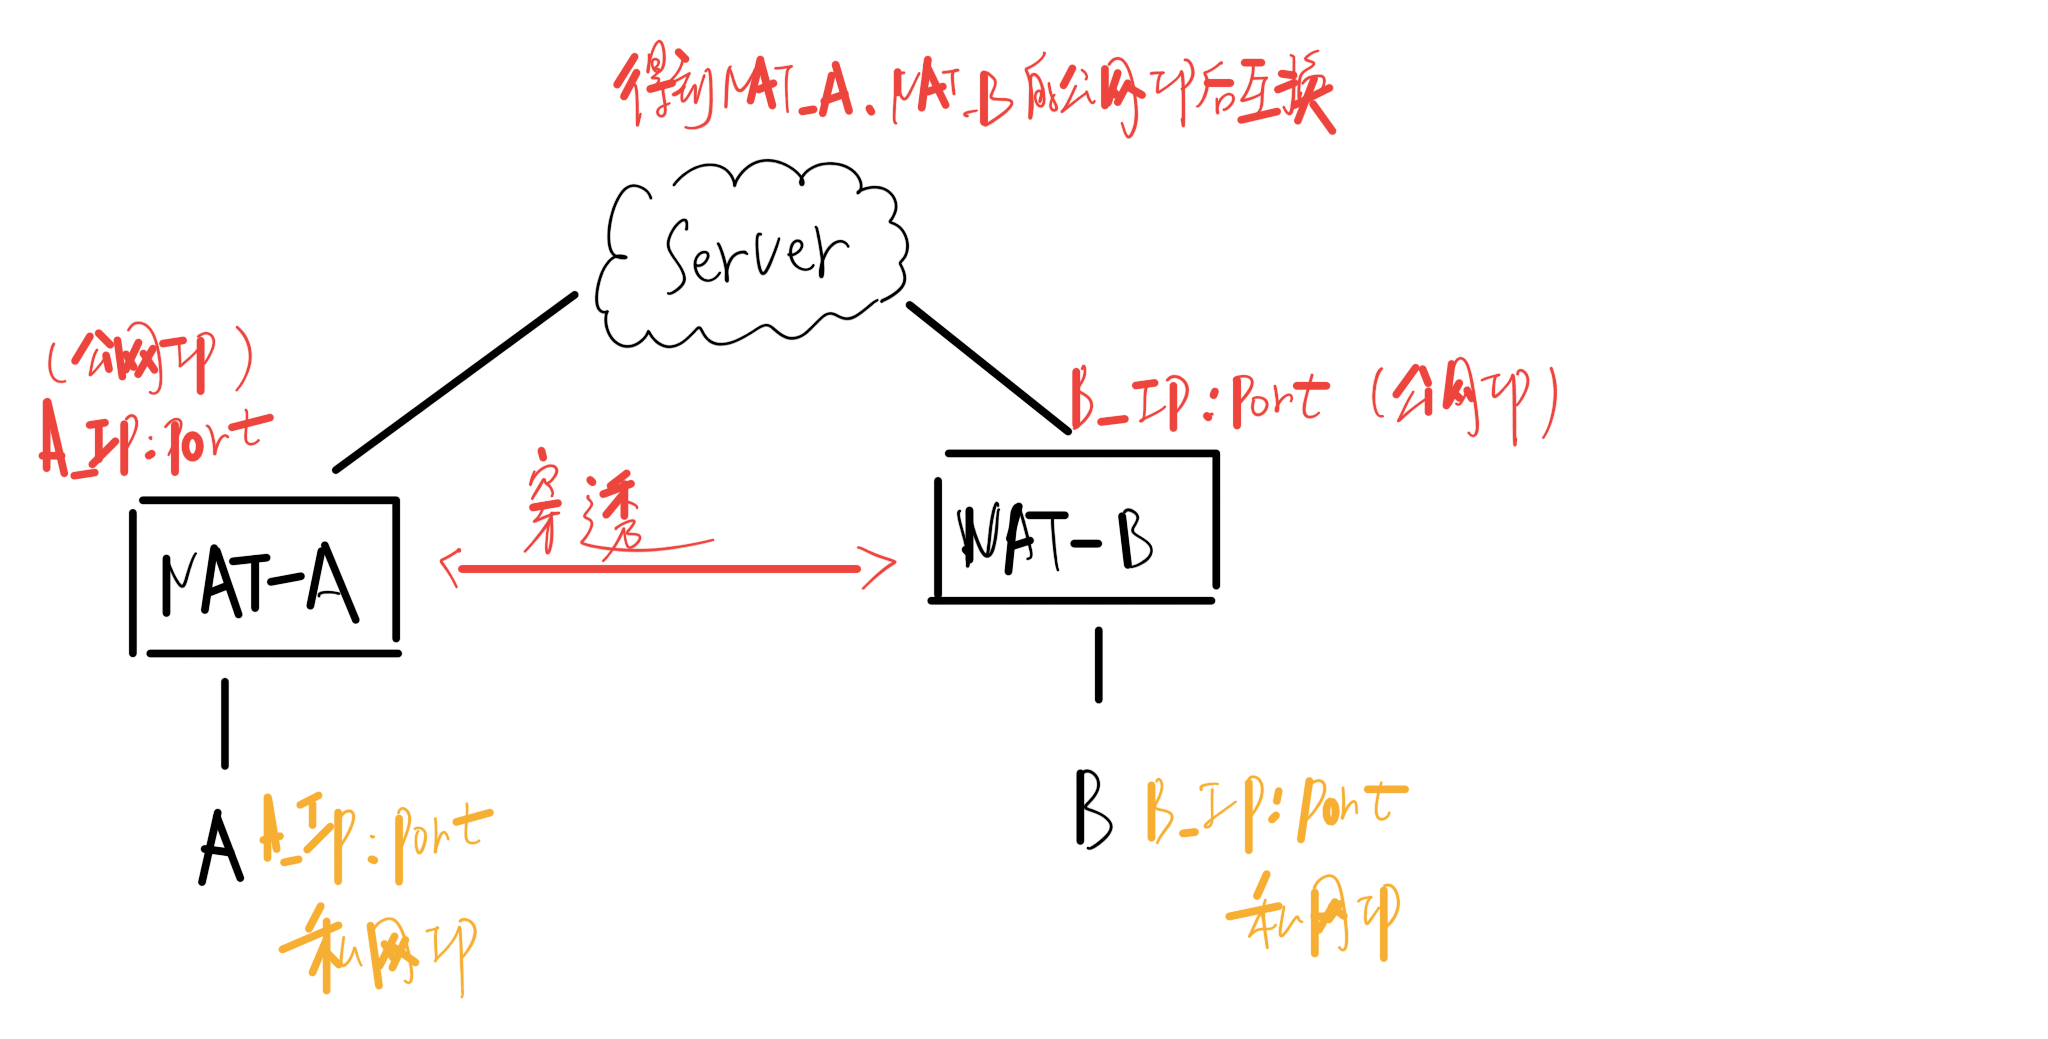 得到NAT_A.NAT_B的公网IP后互换
Server
(公网IP)
A_IP:port
B_IP:port (公网IP)
穿透
NAT-A
NAT-B
A A_IP:port
私网IP
B B_IP:port
私网IP